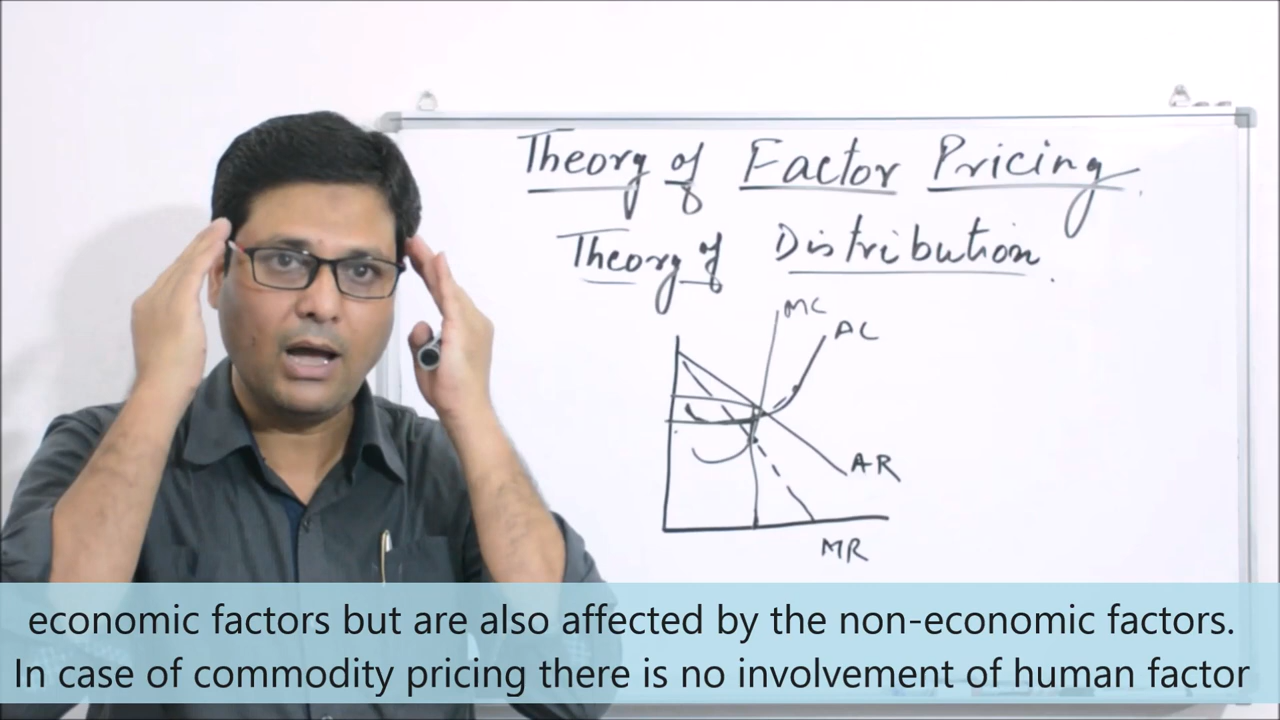 Theory of Factor Pricing.
Theory of Distribution.
MC
AC
AR
MR
economic factors but are also affected by the non-economic factors.
In case of commodity pricing there is no involvement of human factor